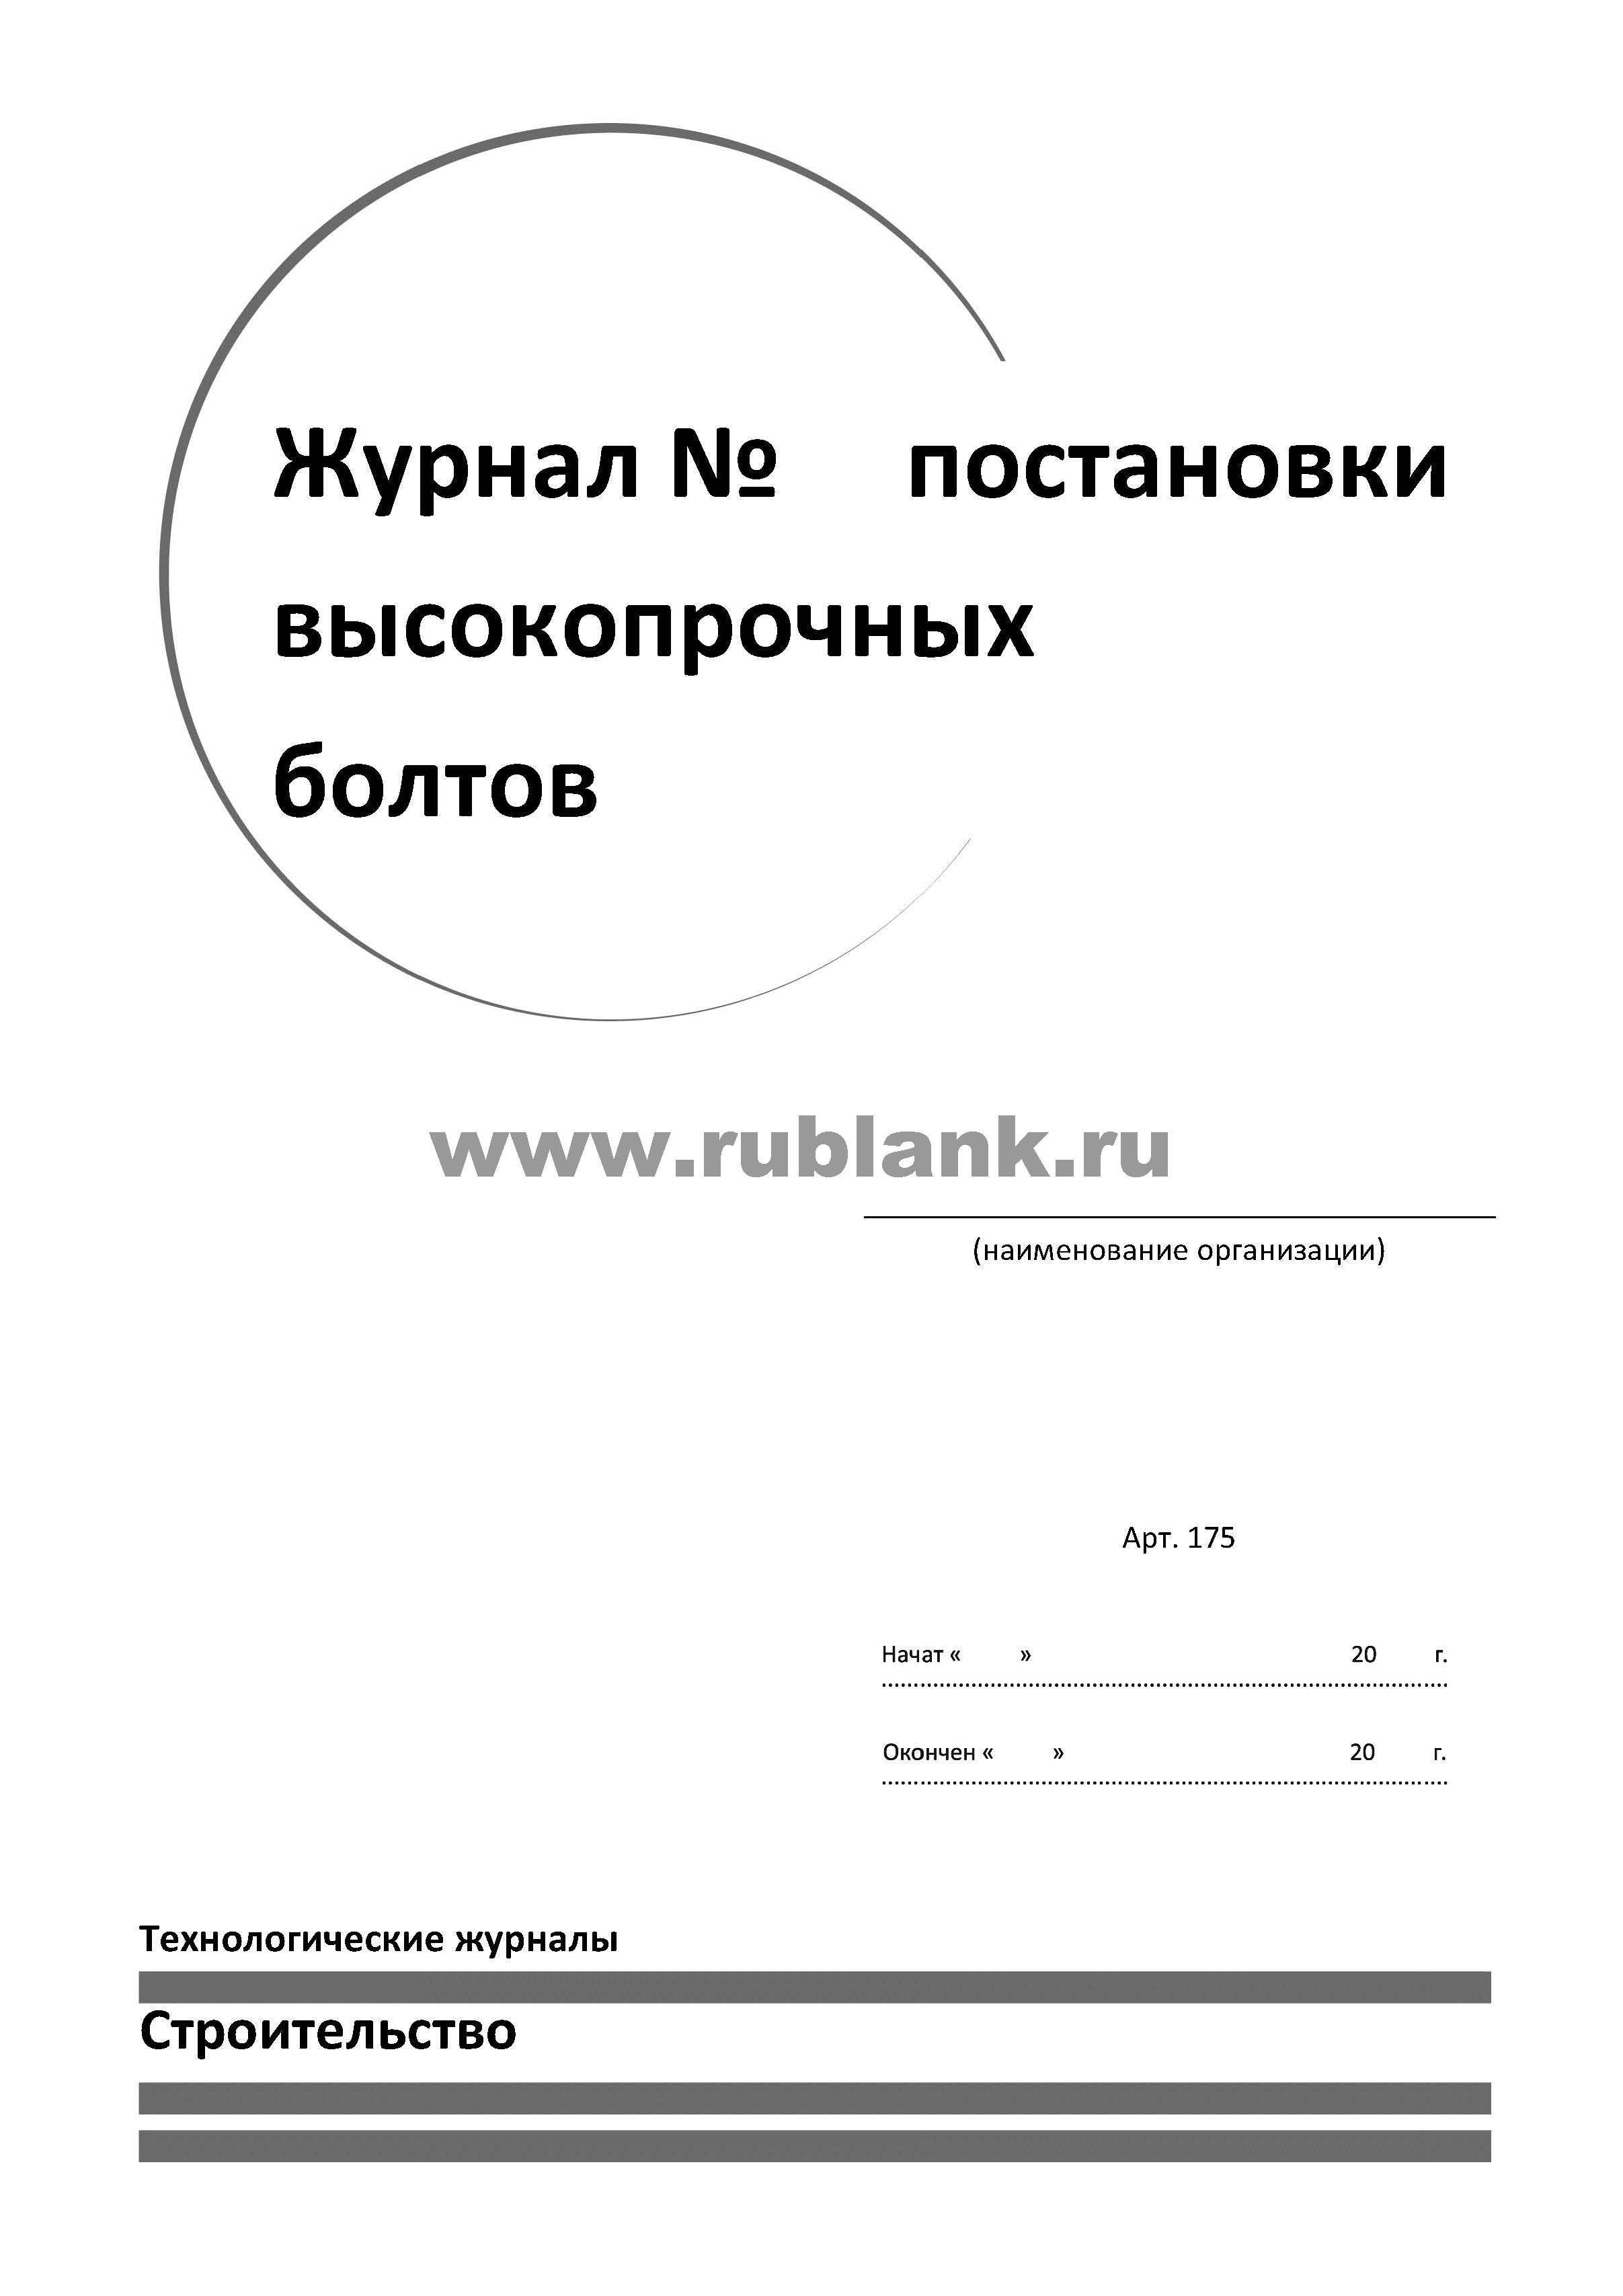 Журнал № постановки
высокопрочных
болтов
www.rublank.ru
(наименование организации)
Арт. 175
Начат « » 20 г.
Окончен « » 20 г.
Технологические журналы
Строительство